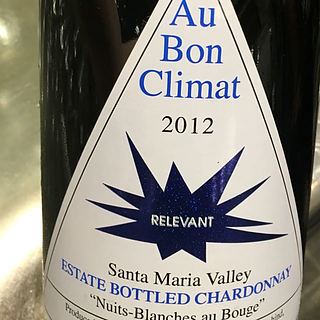 Au
Bon
Climat
2012
RELEVANT
Santa Maria Valley
ESTATE BOTTLED CHARDONNAY
"Nuits-Blanches au Bouge"